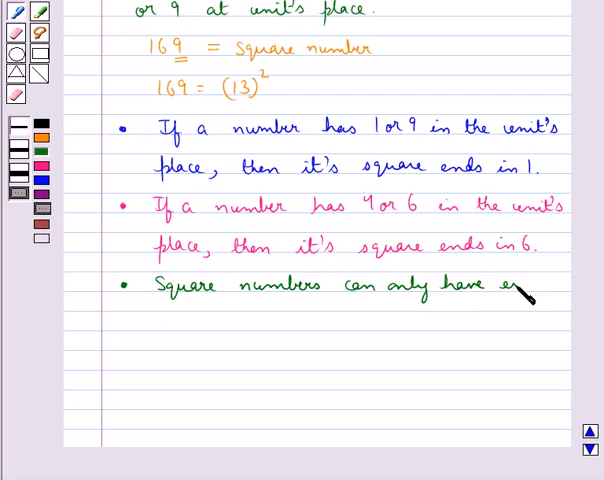 or 9 at unit's place.
169 = Square number
169 = (13)²
• If a number has 1 or 9 in the unit's
place, then it's square ends in 1.
• If a number has 4 or 6 in the unit's
place, then it's square ends in 6.
• Square numbers can only have e